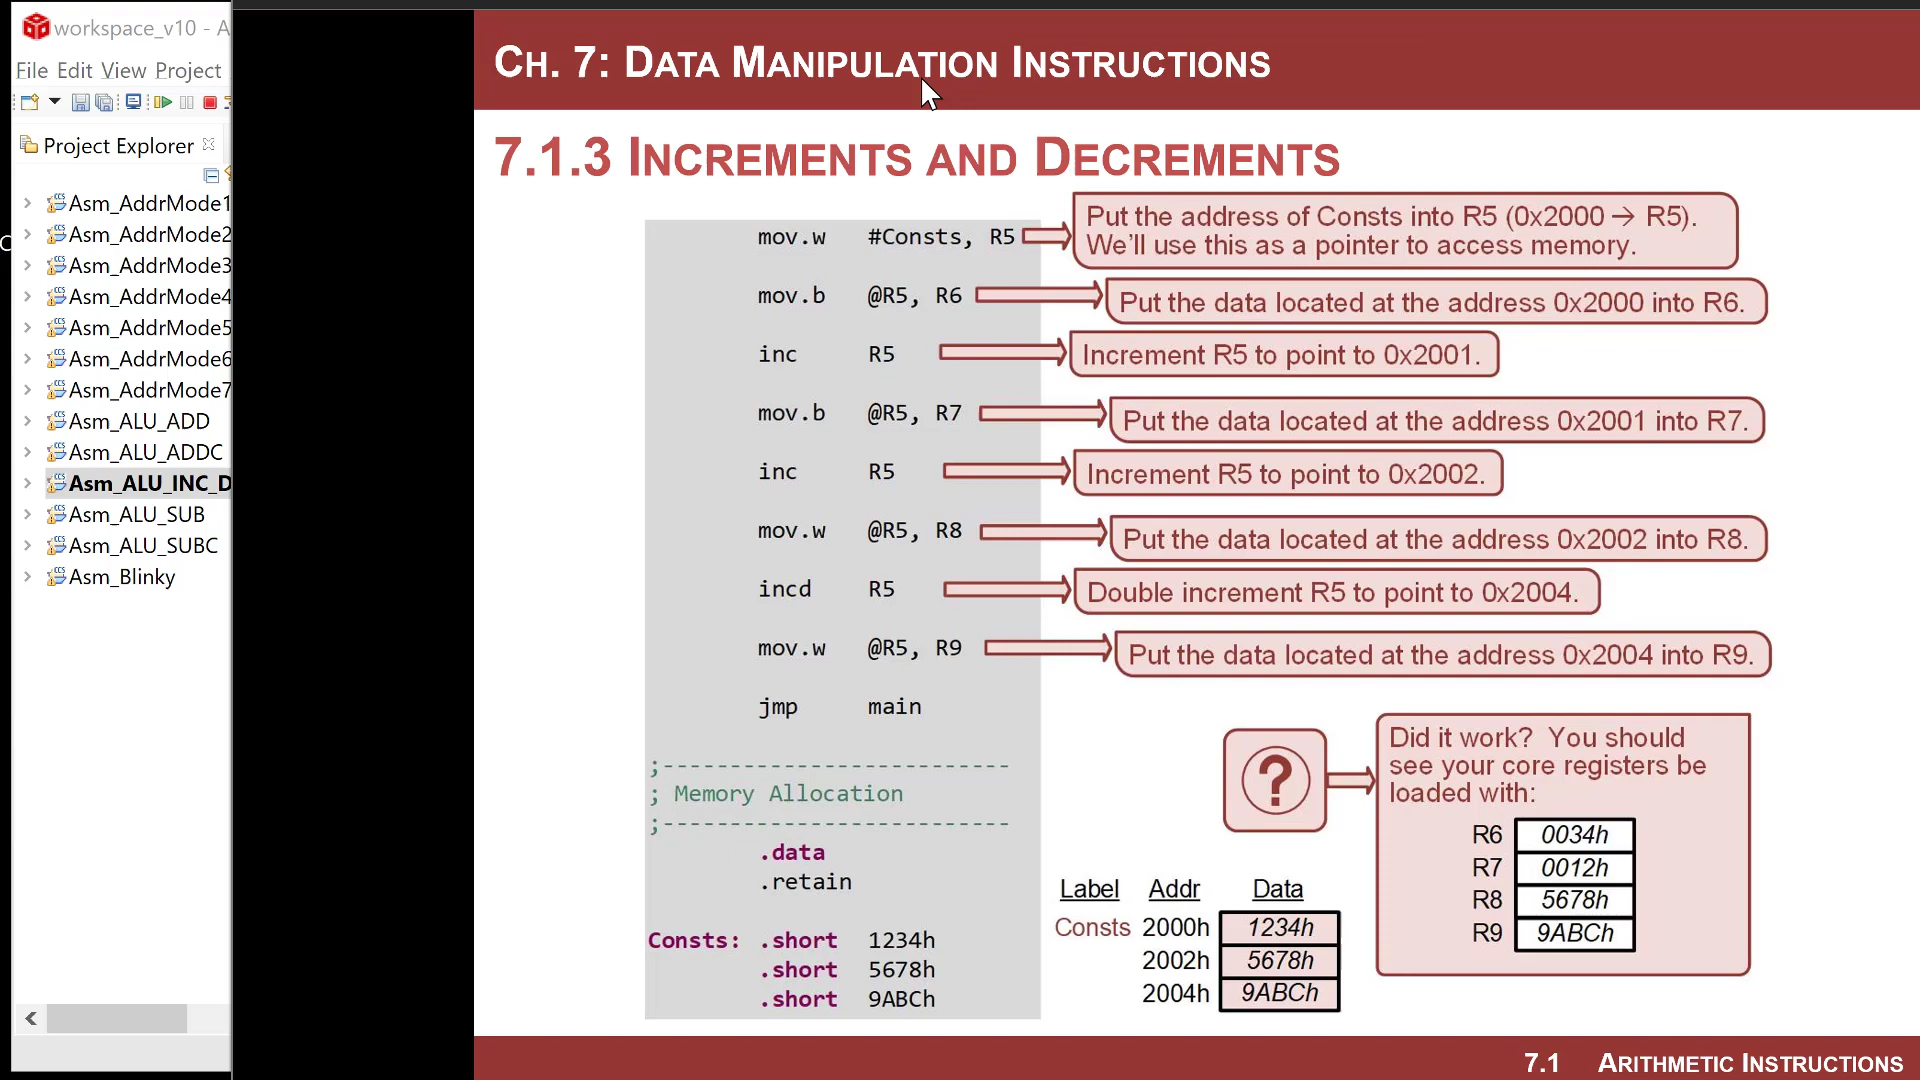 workspace_v10 - A
File Edit View Project
Project Explorer
Asm_AddrMode1
Asm_AddrMode2
Asm_AddrMode3
Asm_AddrMode4
Asm_AddrMode5
Asm_AddrMode6
Asm_AddrMode7
Asm_ALU_ADD
Asm_ALU_ADDC
Asm_ALU_INC_D
Asm_ALU_SUB
Asm_ALU_SUBC
Asm_Blinky
CH. 7: DATA MANIPULATION INSTRUCTIONS
7.1.3 INCREMENTS AND DECREMENTS
mov.w #Consts, R5
Put the address of Consts into R5 (0x2000 → R5).
We'll use this as a pointer to access memory.
mov.b @R5, R6
Put the data located at the address 0x2000 into R6.
inc R5
Increment R5 to point to 0x2001.
mov.b @R5, R7
Put the data located at the address 0x2001 into R7.
inc R5
Increment R5 to point to 0x2002.
mov.w @R5, R8
Put the data located at the address 0x2002 into R8.
incd R5
Double increment R5 to point to 0x2004.
mov.w @R5, R9
Put the data located at the address 0x2004 into R9.
jmp main
;--------------------------
; Memory Allocation
;--------------------------
.data
.retain
Consts: .short 1234h
.short 5678h
.short 9ABCh
Label Addr Data
Consts 2000h 1234h
2002h 5678h
2004h 9ABCh
?
Did it work? You should
see your core registers be
loaded with:
R6 0034h
R7 0012h
R8 5678h
R9 9ABCh
7.1 ARITHMETIC INSTRUCTIONS